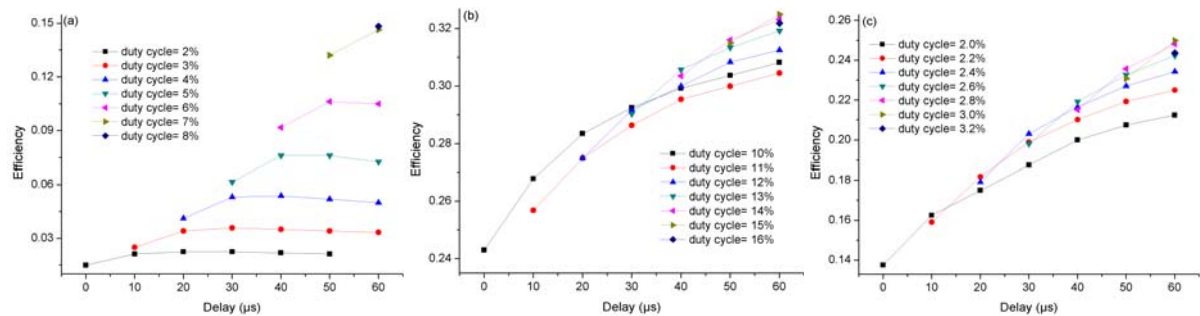 (a)
0.15
0.12
0.09
0.06
0.03
Efficiency
duty cycle= 2%
duty cycle= 3%
duty cycle= 4%
duty cycle= 5%
duty cycle= 6%
duty cycle= 7%
duty cycle= 8%
0 10 20 30 40 50 60
Delay (µs)
(b)
0.32
0.30
0.28
0.26
0.24
Efficiency
duty cycle= 10%
duty cycle= 11%
duty cycle= 12%
duty cycle= 13%
duty cycle= 14%
duty cycle= 15%
duty cycle= 16%
0 10 20 30 40 50 60
Delay (µs)
(c)
0.26
0.24
0.22
0.20
0.18
0.16
0.14
Efficiency
duty cycle= 2.0%
duty cycle= 2.2%
duty cycle= 2.4%
duty cycle= 2.6%
duty cycle= 2.8%
duty cycle= 3.0%
duty cycle= 3.2%
0 10 20 30 40 50 60
Delay (µs)